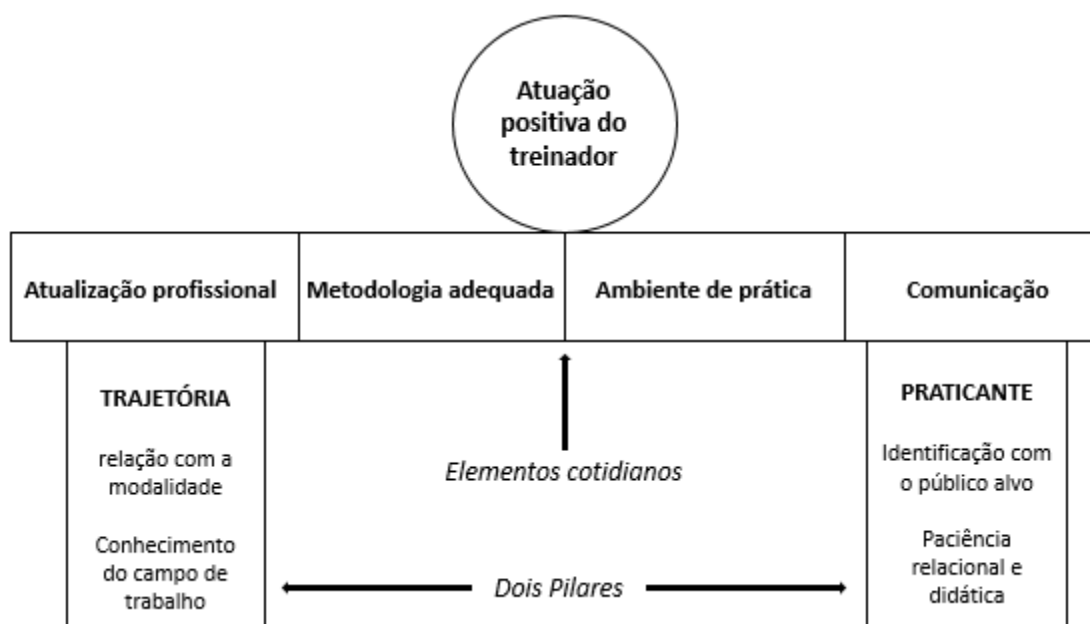 Atuação
positiva do
treinador
Atualização profissional
Metodologia adequada
Ambiente de prática
Comunicação
TRAJETÓRIA
relação com a
modalidade
Conhecimento
do campo de
trabalho
Elementos cotidianos
Dois Pilares
PRATICANTE
Identificação com
o público alvo
Paciência
relacional e
didática